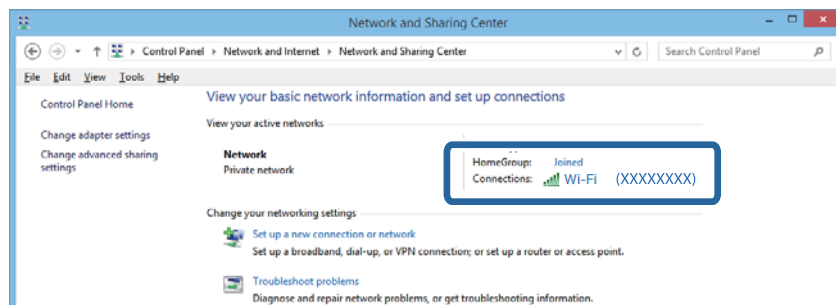 Network and Sharing Center
Control Panel Network and Internet Network and Sharing Center Search Control Panel
File Edit View Tools Help
Control Panel Home
Change adapter settings
Change advanced sharing
settings
View your basic network information and set up connections
View your active networks
Network
Private network
HomeGroup: Joined
Connections: Wi-Fi (XXXXXXXX)
Change your networking settings
Set up a new connection or network
Set up a broadband, dial-up, or VPN connection; or set up a router or access point.
Troubleshoot problems
Diagnose and repair network problems, or get troubleshooting information.